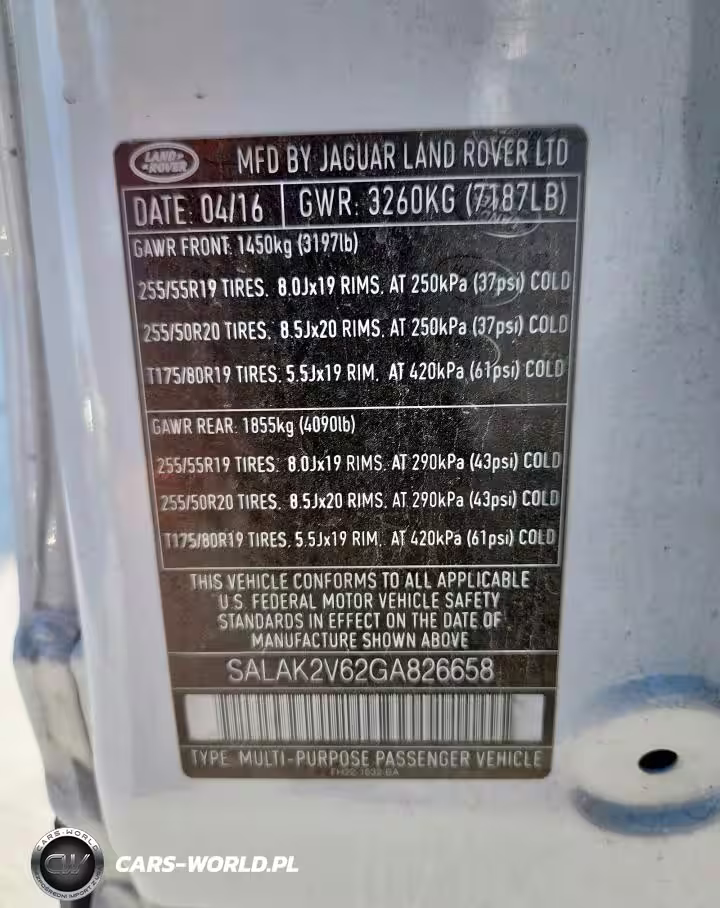 LAND ROVER
MFD BY JAGUAR LAND ROVER LTD
DATE: 04/16 GWR: 3260KG (7187LB)
GAWR FRONT: 1450kg (3197lb)
255/55R19 TIRES. 8.0Jx19 RIMS. AT 250kPa (37psi) COLD
255/50R20 TIRES. 8.5Jx20 RIMS. AT 250kPa (37psi) COLD
T175/80R19 TIRES. 5.5Jx19 RIM. AT 420kPa (61psi) COLD
GAWR REAR: 1855kg (4090lb)
255/55R19 TIRES. 8.0Jx19 RIMS. AT 290kPa (43psi) COLD
255/50R20 TIRES. 8.5Jx20 RIMS. AT 290kPa (43psi) COLD
T175/80R19 TIRES. 5.5Jx19 RIM. AT 420kPa (61psi) COLD
THIS VEHICLE CONFORMS TO ALL APPLICABLE
U.S. FEDERAL MOTOR VEHICLE SAFETY
STANDARDS IN EFFECT ON THE DATE OF
MANUFACTURE SHOWN ABOVE
SALAK2V62GA826658
TYPE: MULTI-PURPOSE PASSENGER VEHICLE
CARS-WORLD
CW
CARS-WORLD.PL